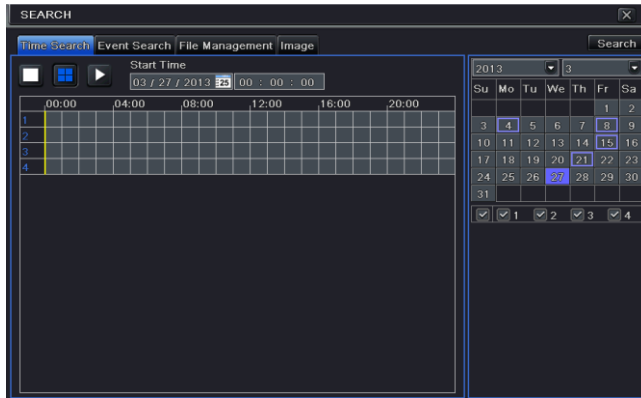 SEARCH
Time Search Event Search File Management Image Search
Start Time
03 / 27 / 2013 25 00 : 00 : 00
2013 3
Su Mo Tu We Th Fr Sa
1 2
3 4 5 6 7 8 9
10 11 12 13 14 15 16
17 18 19 20 21 22 23
24 25 26 27 28 29 30
31
1 2 3 4
00:00 04:00 08:00 12:00 16:00 20:00
1
2
3
4